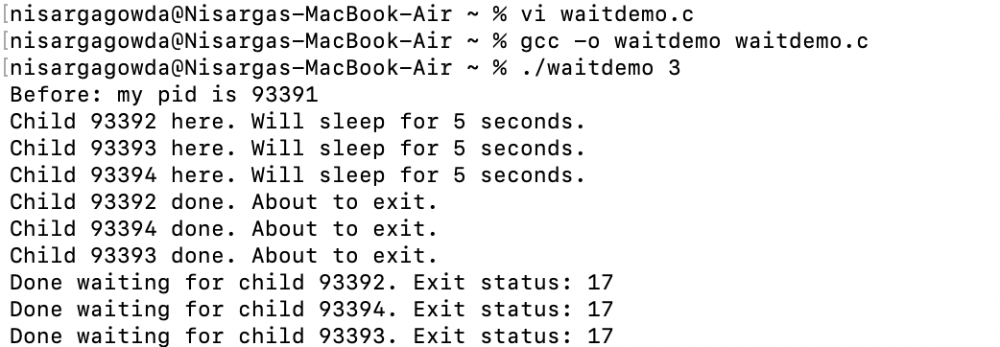 [nisargagowda@Nisargas-MacBook-Air ~ % vi waitdemo.c
[nisargagowda@Nisargas-MacBook-Air ~ % gcc -o waitdemo waitdemo.c
[nisargagowda@Nisargas-MacBook-Air ~ % ./waitdemo 3
Before: my pid is 93391
Child 93392 here. Will sleep for 5 seconds.
Child 93393 here. Will sleep for 5 seconds.
Child 93394 here. Will sleep for 5 seconds.
Child 93392 done. About to exit.
Child 93394 done. About to exit.
Child 93393 done. About to exit.
Done waiting for child 93392. Exit status: 17
Done waiting for child 93394. Exit status: 17
Done waiting for child 93393. Exit status: 17